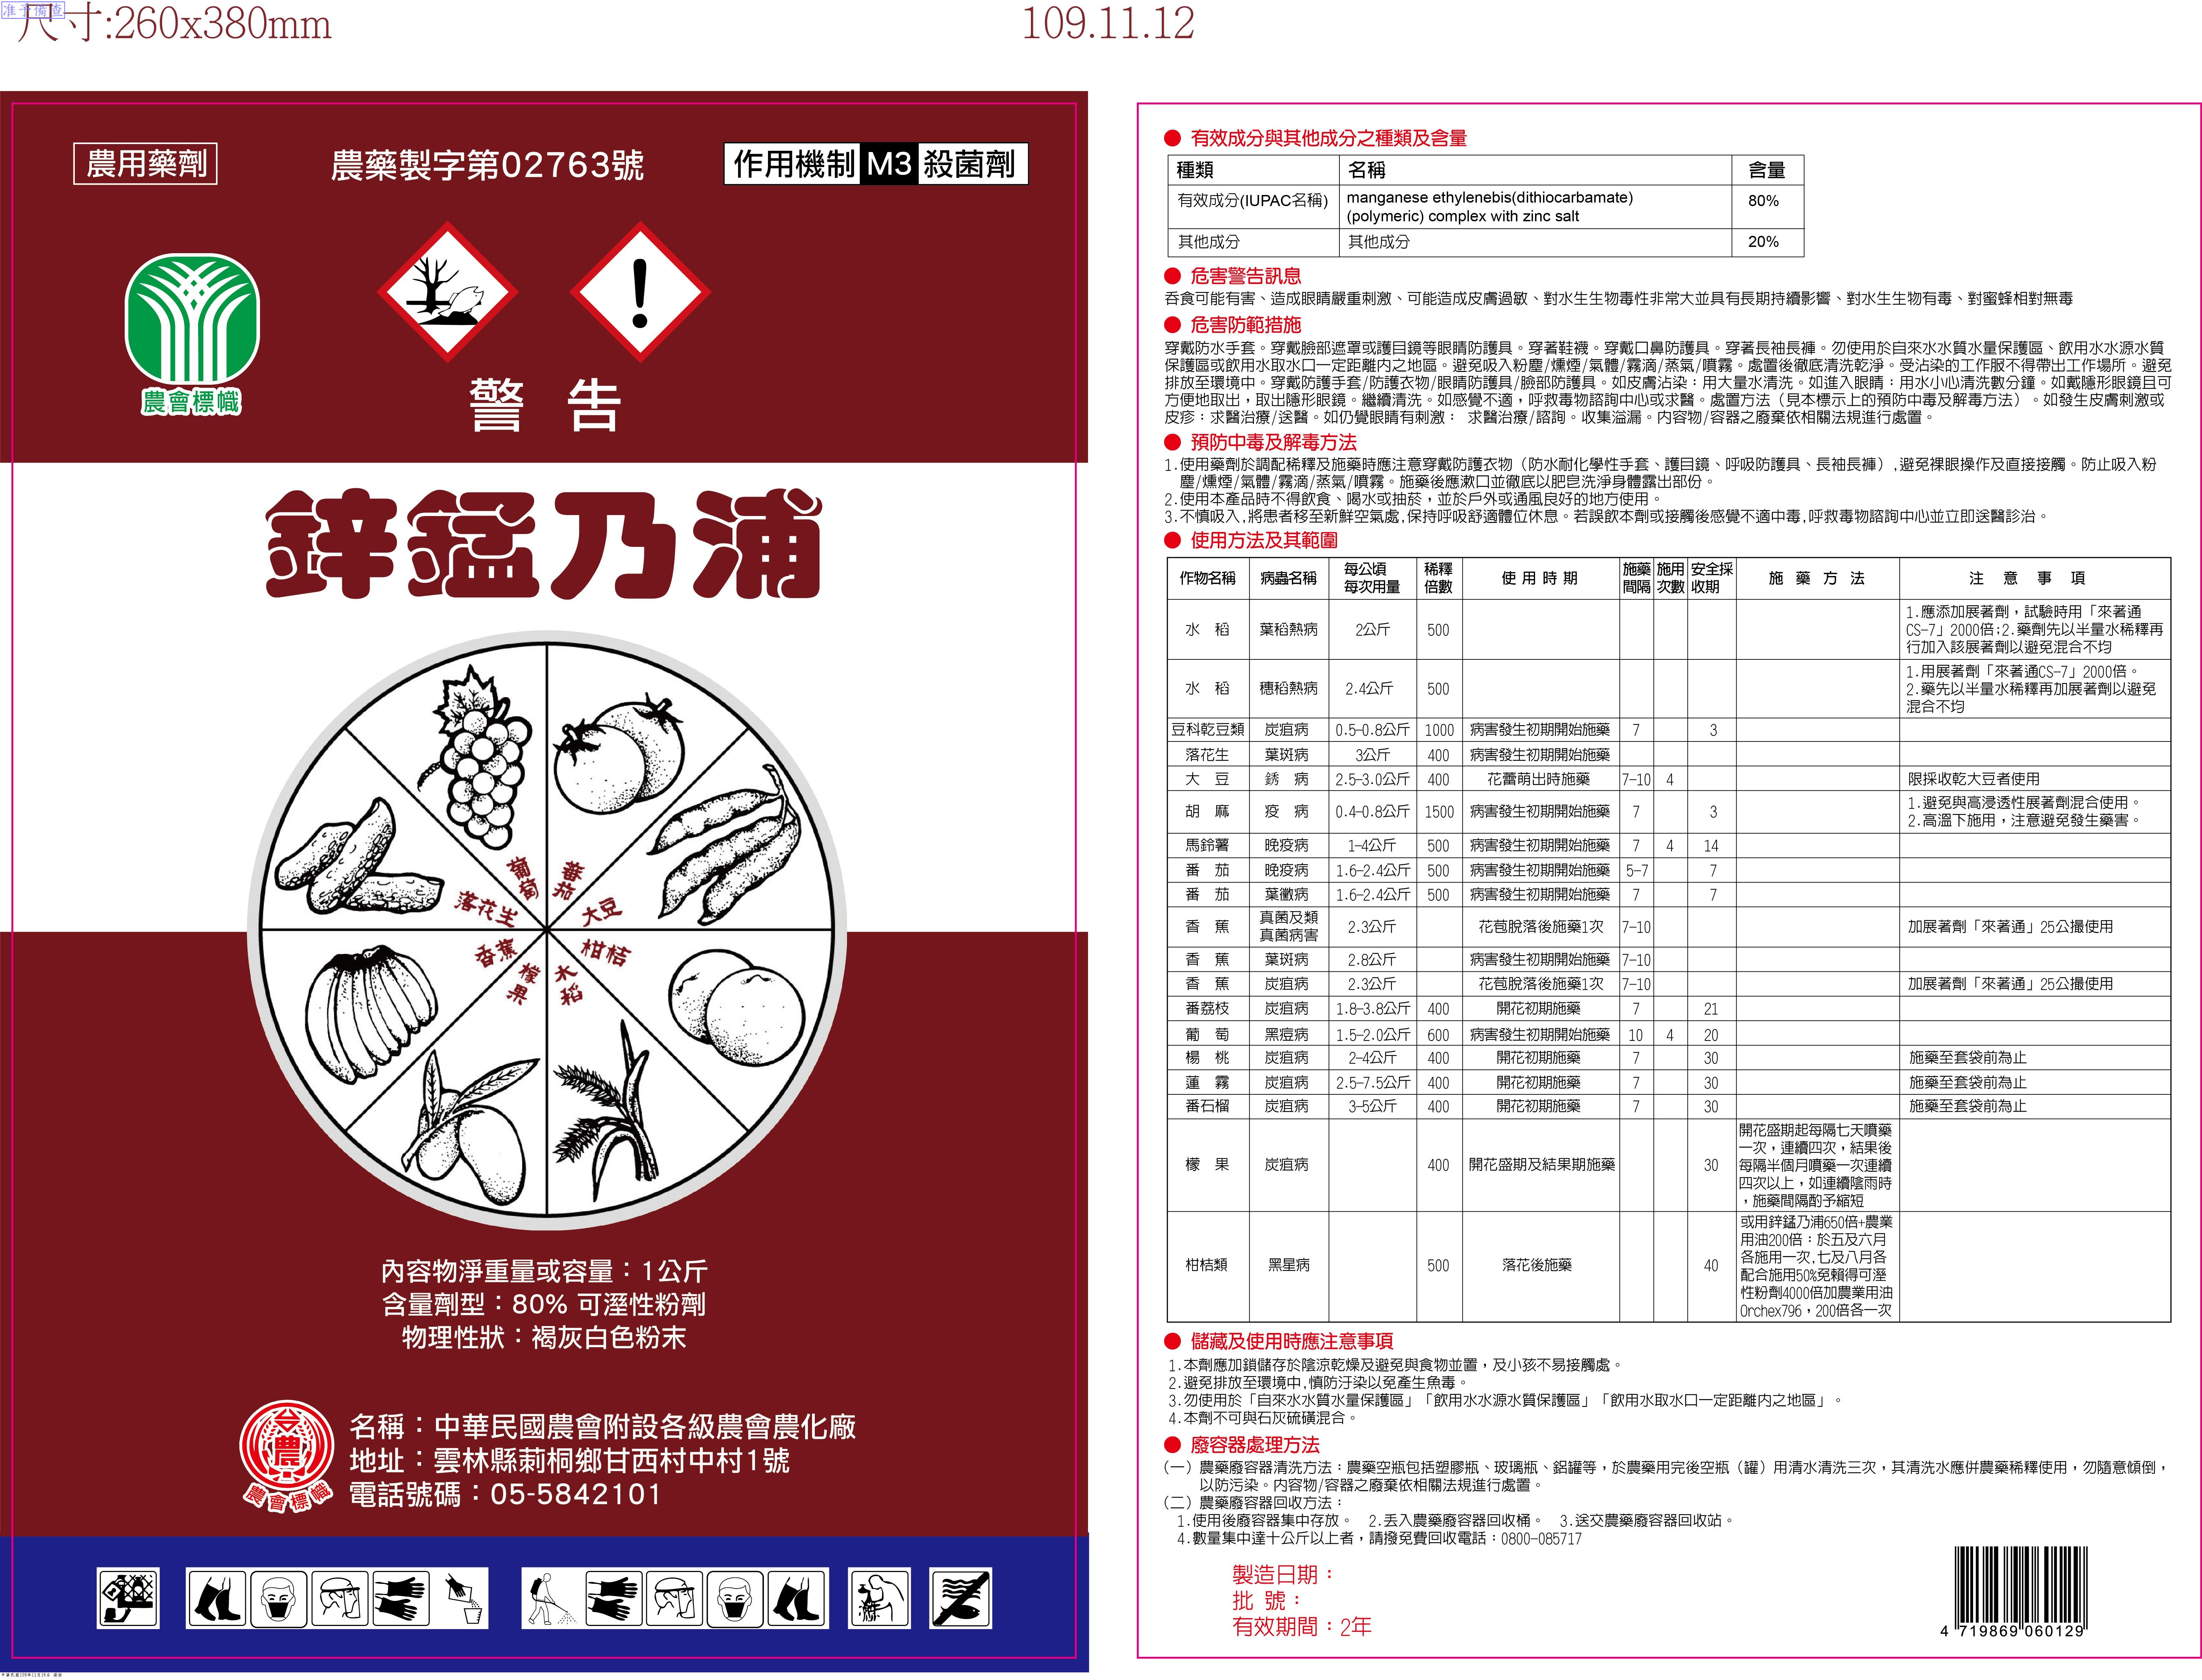 准予備查
尺寸:260x380mm
109.11.12
農用藥劑
農藥製字第02763號
作用機制 M3 殺菌劑
農會標幟
警 告
鋅錳乃浦
葡萄
番茄
落花生
大豆
香蕉
柑桔
檬果
水稻
內容物淨重量或容量：1公斤
含量劑型：80% 可溼性粉劑
物理性狀：褐灰白色粉末
農
農會標幟
名稱：中華民國農會附設各級農會農化廠
地址：雲林縣莿桐鄉甘西村中村1號
電話號碼：05-5842101
● 有效成分與其他成分之種類及含量
種類 名稱 含量
有效成分(IUPAC名稱) manganese ethylenebis(dithiocarbamate) 80%
(polymeric) complex with zinc salt
其他成分 其他成分 20%
● 危害警告訊息
吞食可能有害、造成眼睛嚴重刺激、可能造成皮膚過敏、對水生生物毒性非常大並具有長期持續影響、對水生生物有毒、對蜜蜂相對無毒
● 危害防範措施
穿戴防水手套。穿戴臉部遮罩或護目鏡等眼睛防護具。穿著鞋襪。穿戴口鼻防護具。穿著長袖長褲。勿使用於自來水水質水量保護區、飲用水水源水質
保護區或飲用水取水口一定距離內之地區。避免吸入粉塵/燻煙/氣體/霧滴/蒸氣/噴霧。處置後徹底清洗乾淨。受沾染的工作服不得帶出工作場所。避免
排放至環境中。穿戴防護手套/防護衣物/眼睛防護具/臉部防護具。如皮膚沾染：用大量水清洗。如進入眼睛：用水小心清洗數分鐘。如戴隱形眼鏡且可
方便地取出，取出隱形眼鏡。繼續清洗。如感覺不適，呼救毒物諮詢中心或求醫。處置方法（見本標示上的預防中毒及解毒方法）。如發生皮膚刺激或
皮疹：求醫治療/送醫。如仍覺眼睛有刺激： 求醫治療/諮詢。收集溢漏。內容物/容器之廢棄依相關法規進行處置。
● 預防中毒及解毒方法
1.使用藥劑於調配稀釋及施藥時應注意穿戴防護衣物（防水耐化學性手套、護目鏡、呼吸防護具、長袖長褲）,避免裸眼操作及直接接觸。防止吸入粉
塵/燻煙/氣體/霧滴/蒸氣/噴霧。施藥後應漱口並徹底以肥皂洗淨身體露出部份。
2.使用本產品時不得飲食、喝水或抽菸，並於戶外或通風良好的地方使用。
3.不慎吸入,將患者移至新鮮空氣處,保持呼吸舒適體位休息。若誤飲本劑或接觸後感覺不適中毒,呼救毒物諮詢中心並立即送醫診治。
● 使用方法及其範圍
作物名稱 病蟲名稱 每公頃每次用量 稀釋倍數 使用時期 施藥間隔 施用次數 安全採收期 施藥方法 注意事項
水 稻 葉稻熱病 2公斤 500 1.應添加展著劑，試驗時用「來著通
CS-7」2000倍;2.藥劑先以半量水稀釋再
行加入該展著劑以避免混合不均
水 稻 穗稻熱病 2.4公斤 500 1.用展著劑「來著通CS-7」2000倍。
2.藥先以半量水稀釋再加展著劑以避免
混合不均
豆科乾豆類 炭疽病 0.5-0.8公斤 1000 病害發生初期開始施藥 7 3
落花生 葉斑病 3公斤 400 病害發生初期開始施藥
大 豆 銹 病 2.5-3.0公斤 400 花蕾萌出時施藥 7-10 4 限採收乾大豆者使用
胡 麻 疫 病 0.4-0.8公斤 1500 病害發生初期開始施藥 7 3 1.避免與高浸透性展著劑混合使用。
2.高溫下施用，注意避免發生藥害。
馬鈴薯 晚疫病 1-4公斤 500 病害發生初期開始施藥 7 4 14
番 茄 晚疫病 1.6-2.4公斤 500 病害發生初期開始施藥 5-7 7
番 茄 葉黴病 1.6-2.4公斤 500 病害發生初期開始施藥 7 7
香 蕉 真菌及類真菌病害 2.3公斤 花苞脫落後施藥1次 7-10 加展著劑「來著通」25公撮使用
香 蕉 葉斑病 2.8公斤 病害發生初期開始施藥 7-10
香 蕉 炭疽病 2.3公斤 花苞脫落後施藥1次 7-10 加展著劑「來著通」25公撮使用
番荔枝 炭疽病 1.8-3.8公斤 400 開花初期施藥 7 21
葡 萄 黑痘病 1.5-2.0公斤 600 病害發生初期開始施藥 10 4 20
楊 桃 炭疽病 2-4公斤 400 開花初期施藥 7 30 施藥至套袋前為止
蓮 霧 炭疽病 2.5-7.5公斤 400 開花初期施藥 7 30 施藥至套袋前為止
番石榴 炭疽病 3-5公斤 400 開花初期施藥 7 30 施藥至套袋前為止
檬 果 炭疽病 400 開花盛期及結果期施藥 30 開花盛期起每隔七天噴藥
一次，連續四次，結果後
每隔半個月噴藥一次連續
四次以上，如連續陰雨時
，施藥間隔酌予縮短
柑桔類 黑星病 500 落花後施藥 40 或用鋅錳乃浦650倍+農業
用油200倍：於五及六月
各施用一次,七及八月各
配合施用50%免賴得可溼
性粉劑4000倍加農業用油
Orchex796，200倍各一次
● 儲藏及使用時應注意事項
1.本劑應加鎖儲存於陰涼乾燥及避免與食物並置，及小孩不易接觸處。
2.避免排放至環境中,慎防汙染以免產生魚毒。
3.勿使用於「自來水水質水量保護區」「飲用水水源水質保護區」「飲用水取水口一定距離內之地區」。
4.本劑不可與石灰硫磺混合。
● 廢容器處理方法
(一）農藥廢容器清洗方法：農藥空瓶包括塑膠瓶、玻璃瓶、鋁罐等，於農藥用完後空瓶（罐）用清水清洗三次，其清洗水應併農藥稀釋使用，勿隨意傾倒，
以防污染。內容物/容器之廢棄依相關法規進行處置。
(二）農藥廢容器回收方法：
1.使用後廢容器集中存放。 2.丟入農藥廢容器回收桶。 3.送交農藥廢容器回收站。
4.數量集中達十公斤以上者，請撥免費回收電話：0800-085717
製造日期：
批 號：
有效期間：2年
4 719869 060129